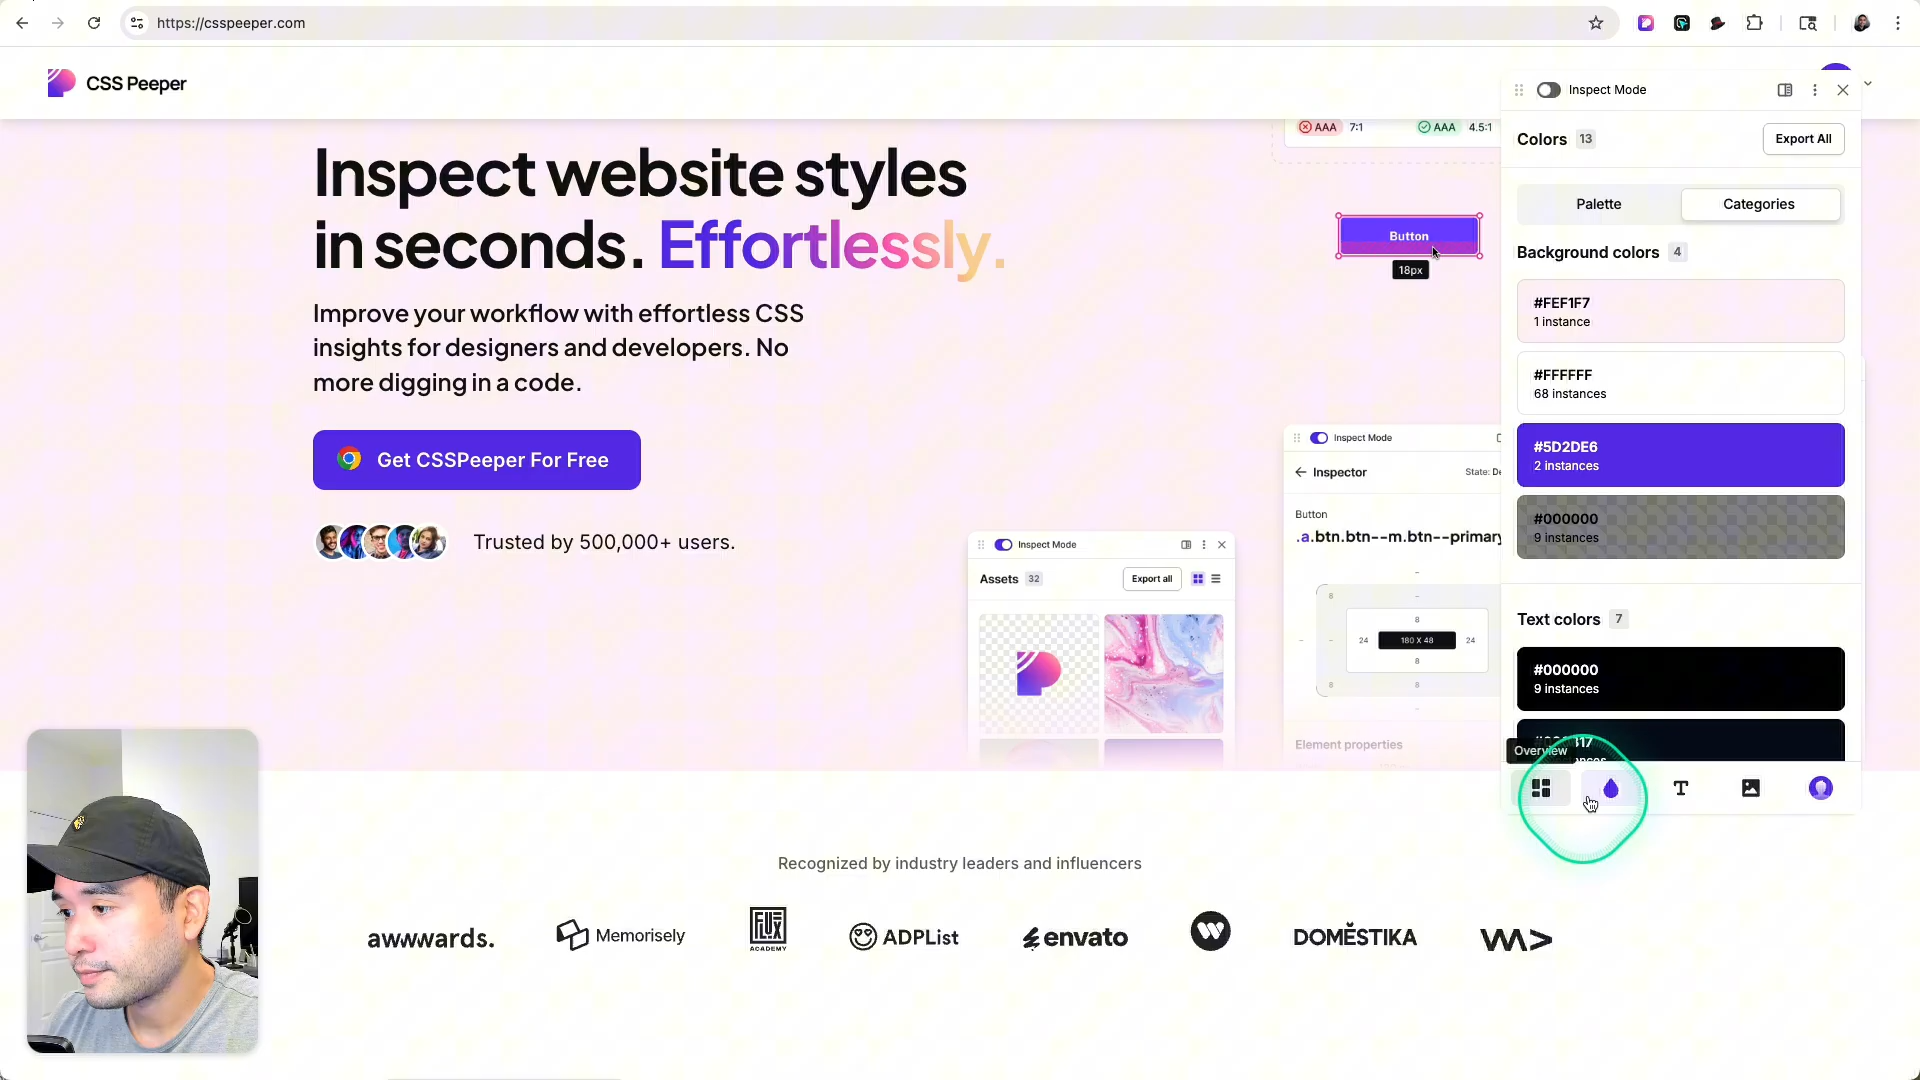 https://csspeeper.com
CSS Peeper
Inspect website styles
in seconds. Effortlessly.
Improve your workflow with effortless CSS
insights for designers and developers. No
more digging in a code.
Get CSSPeeper For Free
Trusted by 500,000+ users.
AAA 7:1 AAA 4.5:1
Button
18px
Inspect Mode
Assets 32 Export all
Inspect Mode
Inspector State: De
Button
.a.btn.btn--m.btn--primary
8
8
24 180 X 48 24
8
8 8
Element properties
Inspect Mode
Colors 13 Export All
Palette Categories
Background colors 4
#FEF1F7
1 instance
#FFFFFF
68 instances
#5D2DE6
2 instances
#000000
9 instances
Text colors 7
#000000
9 instances
Overview
T
Recognized by industry leaders and influencers
awwwards.
Memorisely
FLUX
ACADEMY
ADPList
envato
W
DOMĚSTIKA